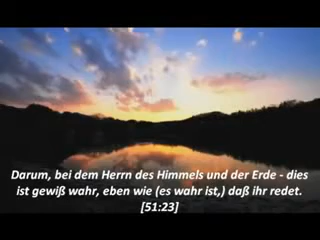 Darum, bei dem Herrn des Himmels und der Erde - dies
ist gewiß wahr, eben wie (es wahr ist,) daß ihr redet.
[51:23]